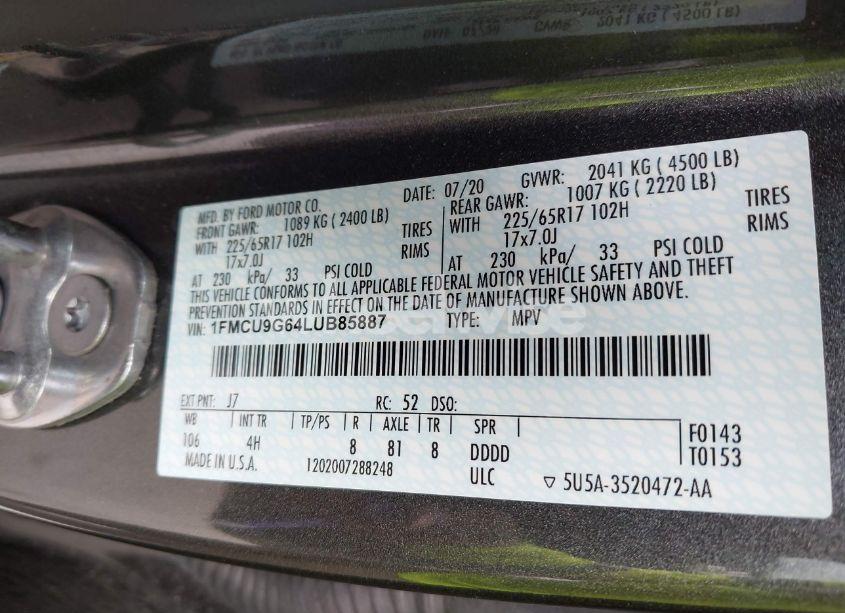 MFD. BY FORD MOTOR CO. DATE: 07/20 GVWR: 2041 KG ( 4500 LB)
FRONT GAWR: 1089 KG ( 2400 LB) REAR GAWR: 1007 KG ( 2220 LB)
WITH 225/65R17 102H TIRES WITH 225/65R17 102H TIRES
17x7.0J RIMS 17x7.0J RIMS
AT 230 kPa/ 33 PSI COLD AT 230 kPa/ 33 PSI COLD
THIS VEHICLE CONFORMS TO ALL APPLICABLE FEDERAL MOTOR VEHICLE SAFETY AND THEFT
PREVENTION STANDARDS IN EFFECT ON THE DATE OF MANUFACTURE SHOWN ABOVE.
VIN: 1FMCU9G64LUB85887 TYPE: MPV
EXT PNT: J7 RC: 52 DSO:
WB INT TR TP/PS R AXLE TR SPR
106 4H 8 81 8 DDDD
F0143
T0153
MADE IN U.S.A. 1202007288248 ULC ▽ 5U5A-3520472-AA